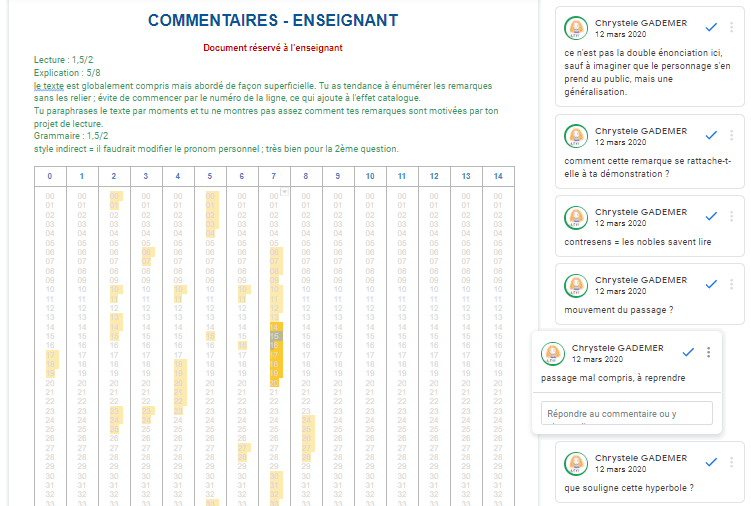 COMMENTAIRES - ENSEIGNANT
Document réservé à l'enseignant
Lecture : 1,5/2
Explication : 5/8
le texte est globalement compris mais abordé de façon superficielle. Tu as tendance à énumérer les remarques
sans les relier ; évite de commencer par le numéro de la ligne, ce qui ajoute à l'effet catalogue.
Tu paraphrases le texte par moments et tu ne montres pas assez comment tes remarques sont motivées par ton
projet de lecture.
Grammaire : 1,5/2
style indirect = il faudrait modifier le pronom personnel ; très bien pour la 2ème question.
0 1 2 3 4 5 6 7 8 9 10 11 12 13 14
00 00 00 00 00 00 00 00 00 00 00 00 00 00 00
01 01 01 01 01 01 01 01 01 01 01 01 01 01 01
02 02 02 02 02 02 02 02 02 02 02 02 02 02 02
03 03 03 03 03 03 03 03 03 03 03 03 03 03 03
04 04 04 04 04 04 04 04 04 04 04 04 04 04 04
05 05 05 05 05 05 05 05 05 05 05 05 05 05 05
06 06 06 06 06 06 06 06 06 06 06 06 06 06 06
07 07 07 07 07 07 07 07 07 07 07 07 07 07 07
08 08 08 08 08 08 08 08 08 08 08 08 08 08 08
09 09 09 09 09 09 09 09 09 09 09 09 09 09 09
10 10 10 10 10 10 10 10 10 10 10 10 10 10 10
11 11 11 11 11 11 11 11 11 11 11 11 11 11 11
12 12 12 12 12 12 12 12 12 12 12 12 12 12 12
13 13 13 13 13 13 13 13 13 13 13 13 13 13 13
14 14 14 14 14 14 14 14 14 14 14 14 14 14 14
15 15 15 15 15 15 15 15 15 15 15 15 15 15 15
16 16 16 16 16 16 16 16 16 16 16 16 16 16 16
17 17 17 17 17 17 17 17 17 17 17 17 17 17 17
18 18 18 18 18 18 18 18 18 18 18 18 18 18 18
19 19 19 19 19 19 19 19 19 19 19 19 19 19 19
20 20 20 20 20 20 20 20 20 20 20 20 20 20 20
21 21 21 21 21 21 21 21 21 21 21 21 21 21 21
22 22 22 22 22 22 22 22 22 22 22 22 22 22 22
23 23 23 23 23 23 23 23 23 23 23 23 23 23 23
24 24 24 24 24 24 24 24 24 24 24 24 24 24 24
25 25 25 25 25 25 25 25 25 25 25 25 25 25 25
26 26 26 26 26 26 26 26 26 26 26 26 26 26 26
27 27 27 27 27 27 27 27 27 27 27 27 27 27 27
28 28 28 28 28 28 28 28 28 28 28 28 28 28 28
29 29 29 29 29 29 29 29 29 29 29 29 29 29 29
30 30 30 30 30 30 30 30 30 30 30 30 30 30 30
31 31 31 31 31 31 31 31 31 31 31 31 31 31 31
32 32 32 32 32 32 32 32 32 32 32 32 32 32 32
33 33 33 33 33 33 33 33 33 33 33 33 33 33 33
Chrystele GADEMER
12 mars 2020
ce n'est pas la double énonciation ici,
sauf à imaginer que le personnage s'en
prend au public, mais une
généralisation.
Chrystele GADEMER
12 mars 2020
comment cette remarque se rattache-t-
elle à ta démonstration ?
Chrystele GADEMER
12 mars 2020
contresens = les nobles savent lire
Chrystele GADEMER
12 mars 2020
mouvement du passage ?
Chrystele GADEMER
12 mars 2020
passage mal compris, à reprendre
Répondre au commentaire ou y
Chrystele GADEMER
12 mars 2020
que souligne cette hyperbole ?